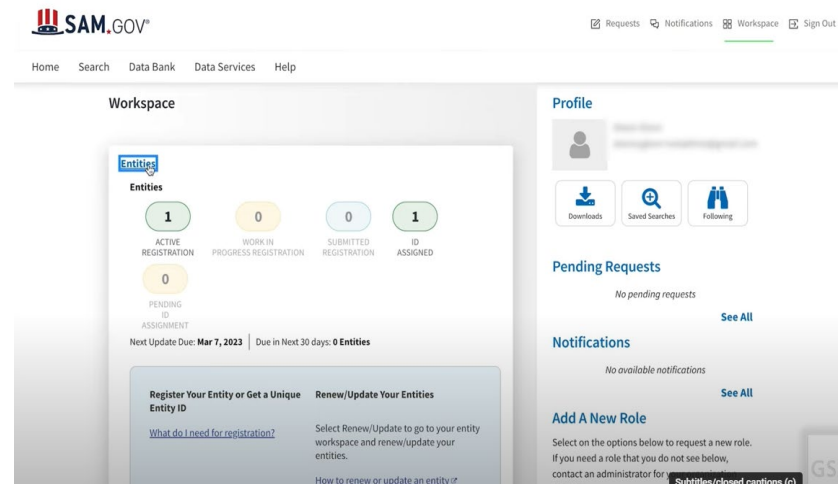 SAM.GOV®
Requests Notifications Workspace Sign Out
Home Search Data Bank Data Services Help
Workspace
Entities
Entities
1
ACTIVE
REGISTRATION
0
WORK IN
PROGRESS REGISTRATION
0
SUBMITTED
REGISTRATION
1
ID
ASSIGNED
0
PENDING
ID
ASSIGNMENT
Next Update Due: Mar 7, 2023 Due in Next 30 days: 0 Entities
Register Your Entity or Get a Unique
Entity ID
What do I need for registration?
Renew/Update Your Entities
Select Renew/Update to go to your entity
workspace and renew/update your
entities.
How to renew or update an entity
Profile
Downloads
Saved Searches
Following
Pending Requests
No pending requests
See All
Notifications
No available notifications
See All
Add A New Role
Select on the options below to request a new role.
If you need a role that you do not see below,
contact an administrator for
Subtitles/closed captions (c)
GS